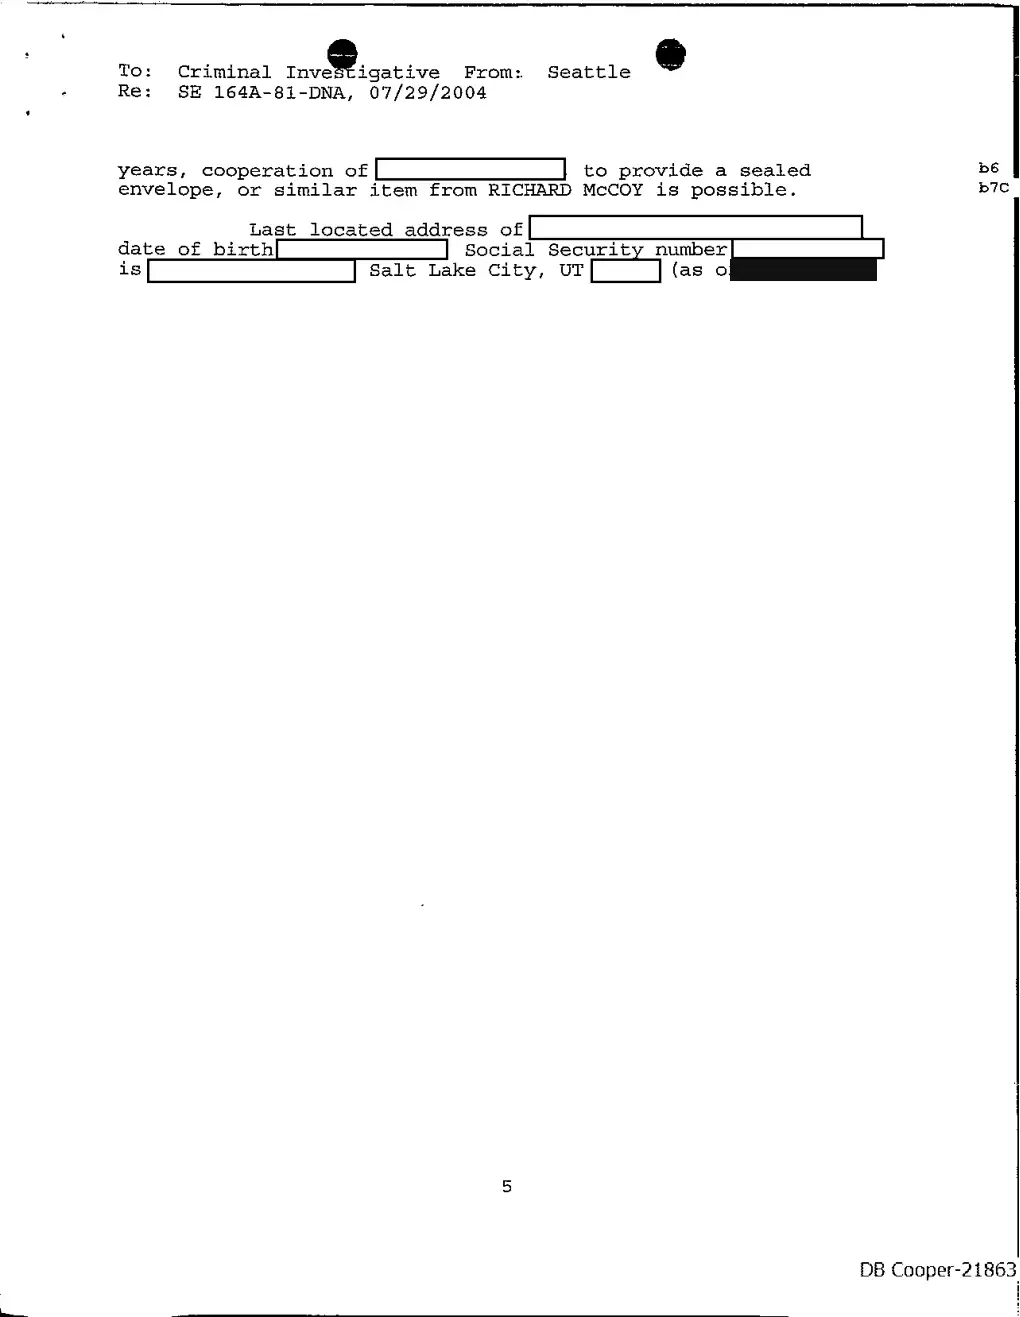 To: Criminal Investigative From: Seattle
Re: SE 164A-81-DNA, 07/29/2004
years, cooperation of to provide a sealed b6
envelope, or similar item from RICHARD McCOY is possible. b7C
Last located address of
date of birth Social Security number
is Salt Lake City, UT (as o
5
DB Cooper-21863